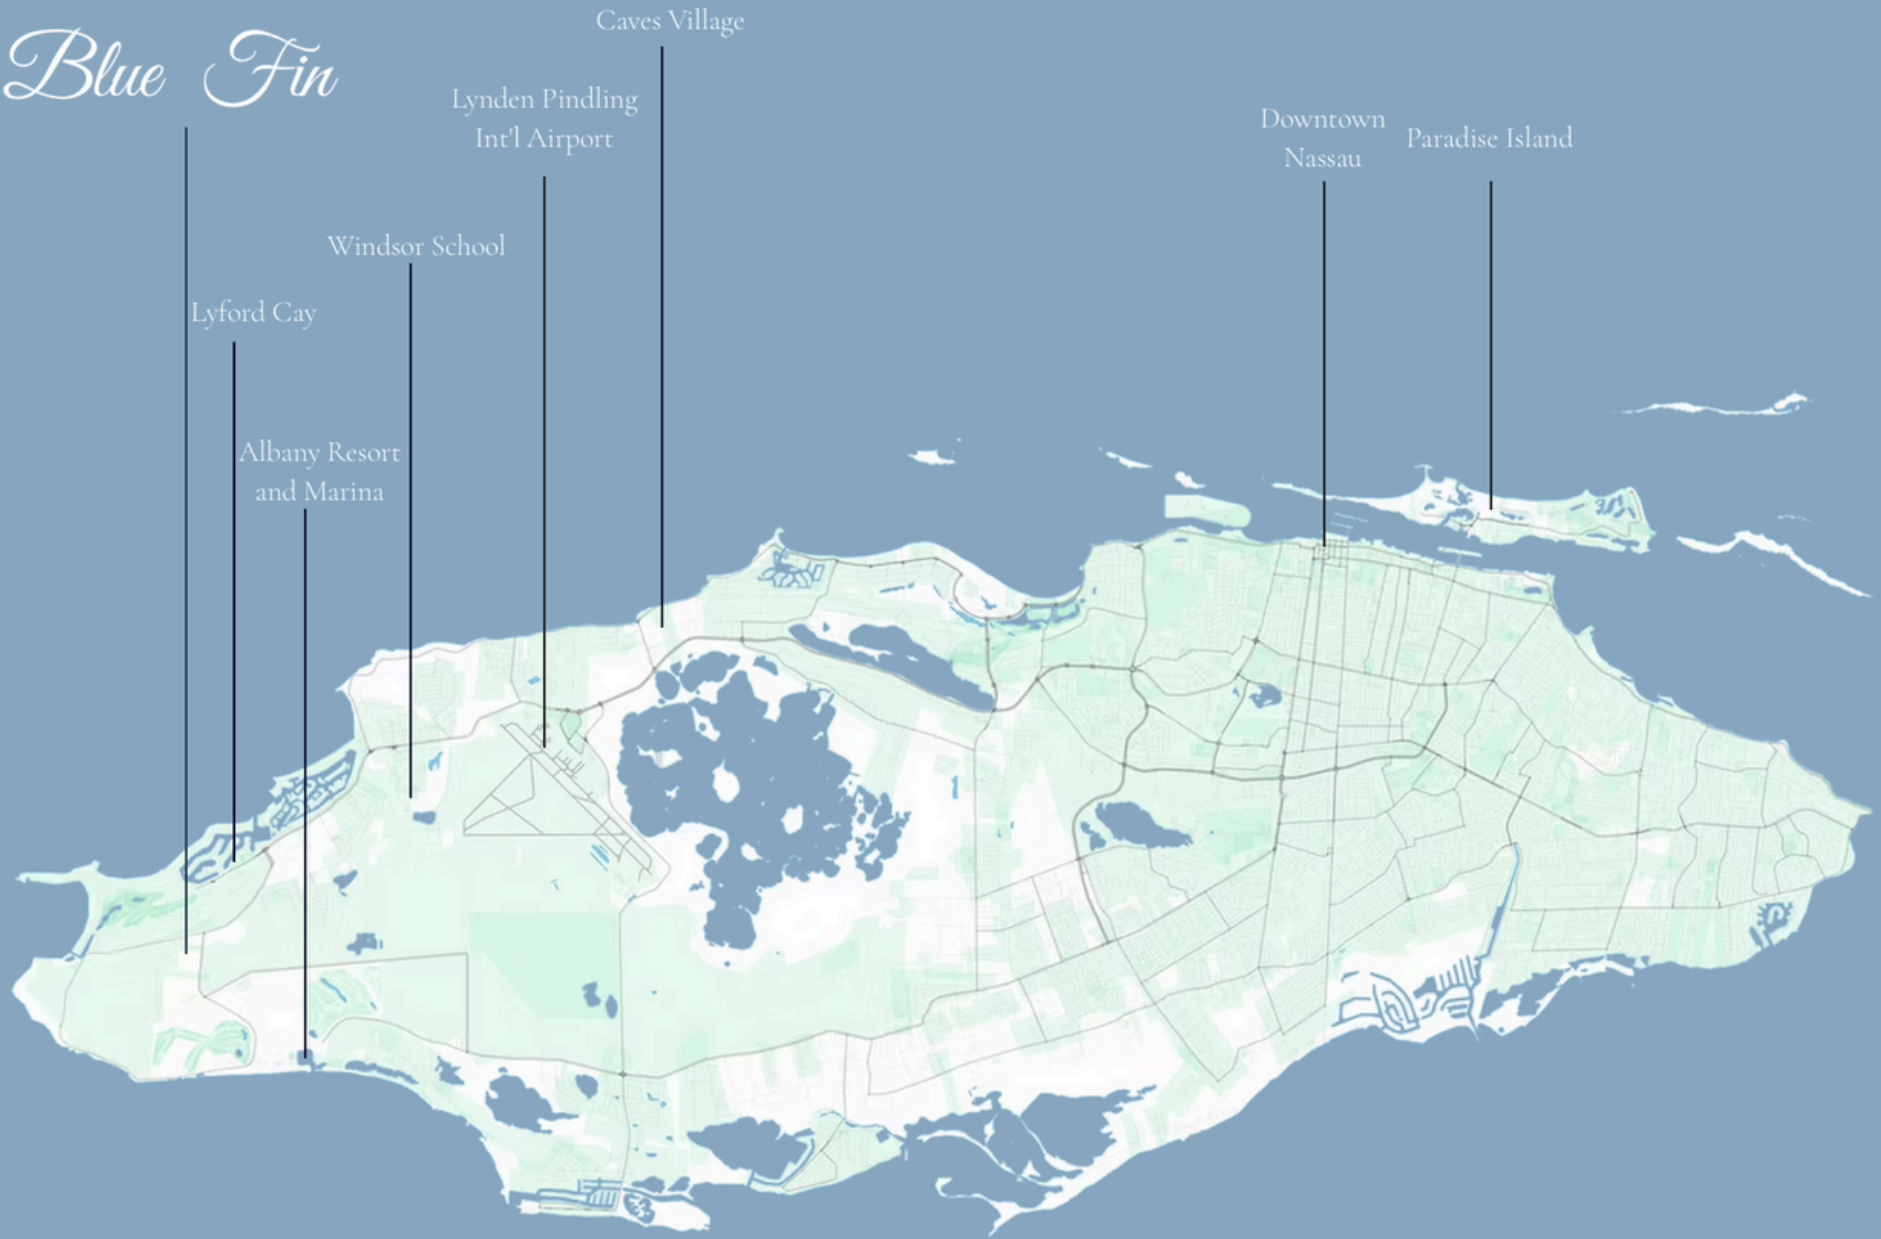 Blue Fin
Caves Village
Lynden Pindling
Int'l Airport
Downtown
Nassau
Paradise Island
Windsor School
Lyford Cay
Albany Resort
and Marina